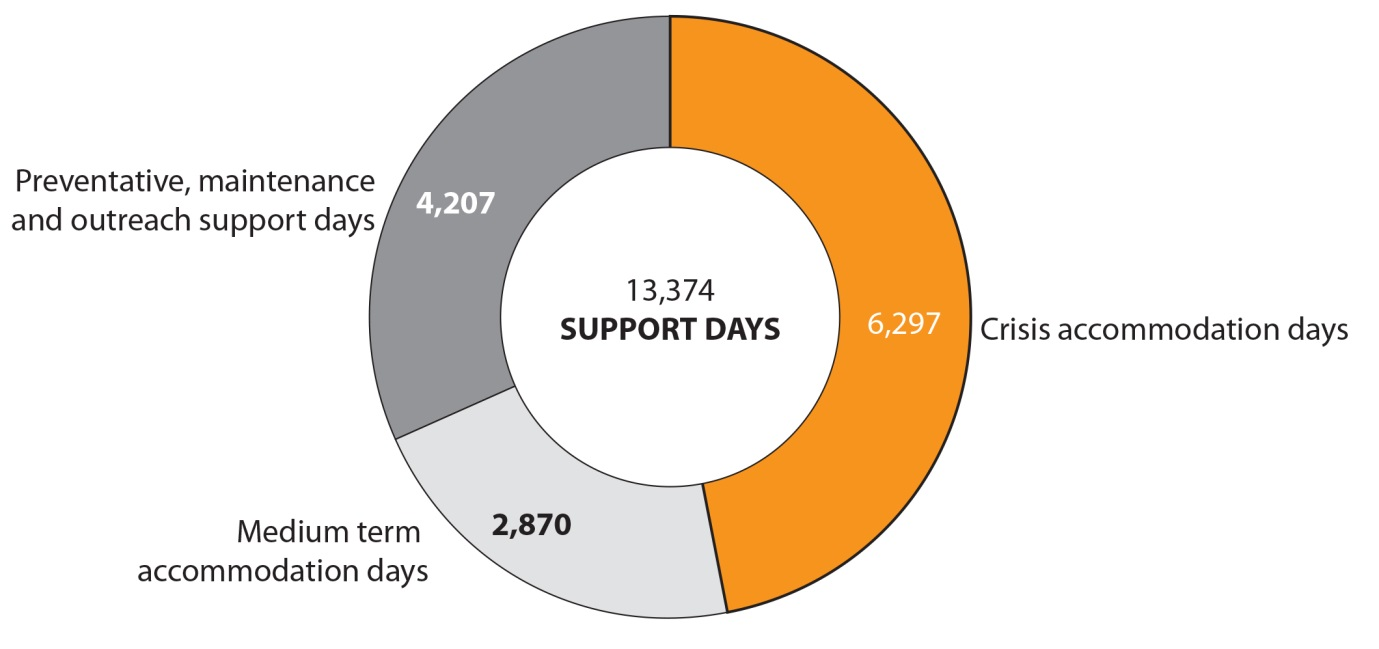 Preventative, maintenance
and outreach support days
4,207
13,374
SUPPORT DAYS
6,297
Crisis accommodation days
2,870
Medium term
accommodation days